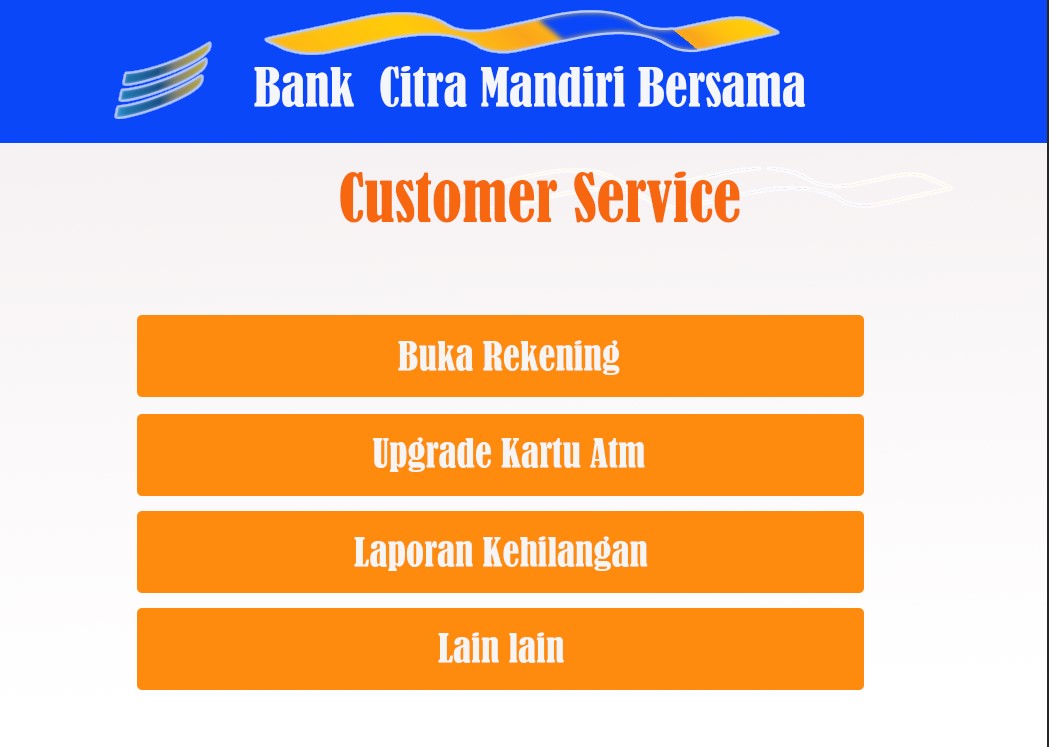 Bank Citra Mandiri Bersama
Customer Service
Buka Rekening
Upgrade Kartu Atm
Laporan Kehilangan
Lain lain